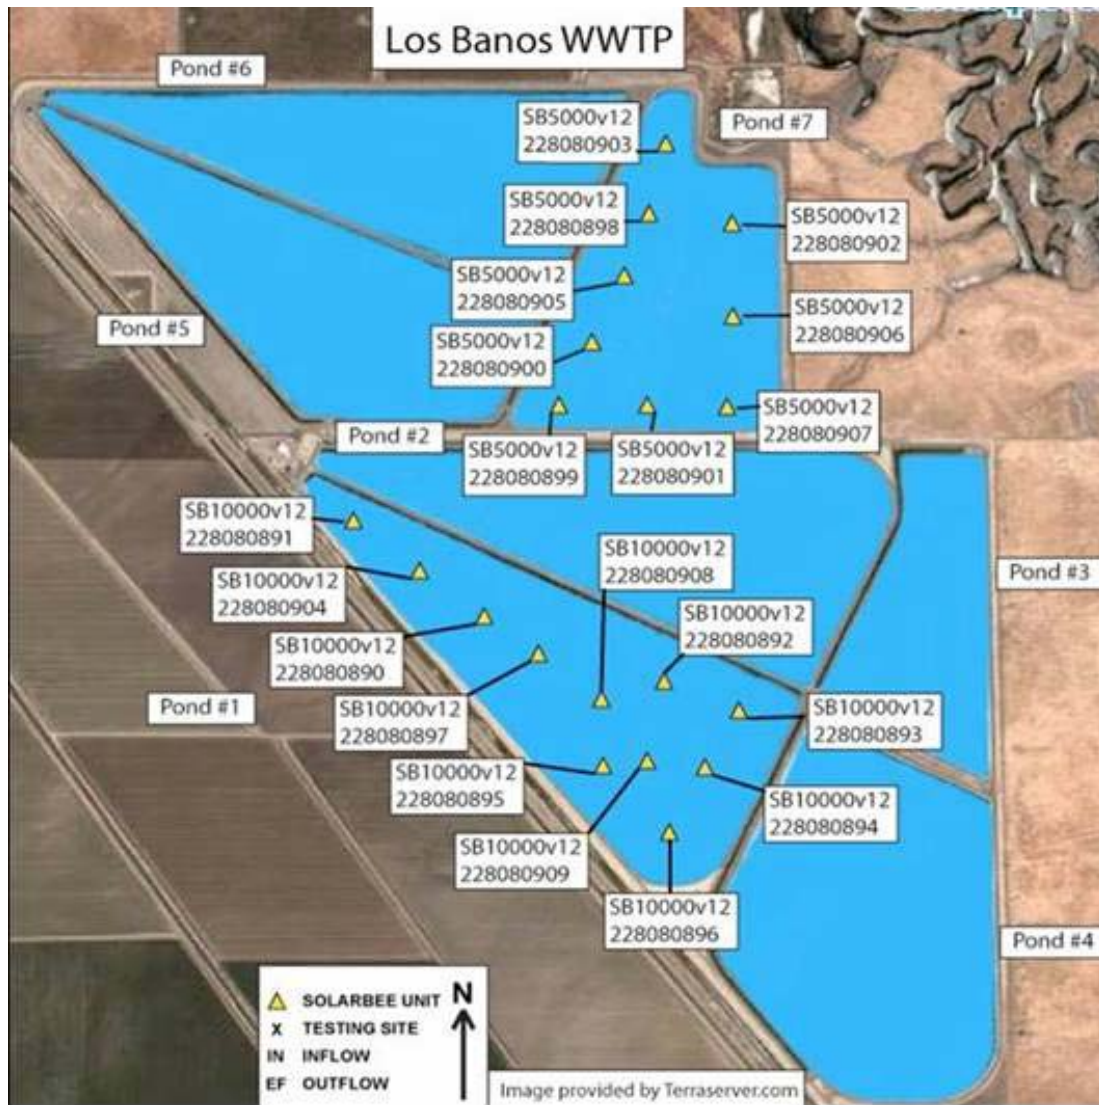 Los Banos WWTP
Pond #6
SB5000v12
228080903
Pond #7
SB5000v12
228080898
SB5000v12
228080902
SB5000v12
228080905
SB5000v12
228080906
Pond #5
SB5000v12
228080900
SB5000v12
228080907
Pond #2
SB5000v12
228080899
SB5000v12
228080901
SB10000v12
228080891
SB10000v12
228080908
Pond #3
SB10000v12
228080904
SB10000v12
228080892
SB10000v12
228080890
Pond #1
SB10000v12
228080897
SB10000v12
228080893
SB10000v12
228080895
SB10000v12
228080894
SB10000v12
228080909
SB10000v12
228080896
Pond #4
SOLARBEE UNIT
X TESTING SITE
IN INFLOW
EF OUTFLOW
N
Image provided by Terraserver.com